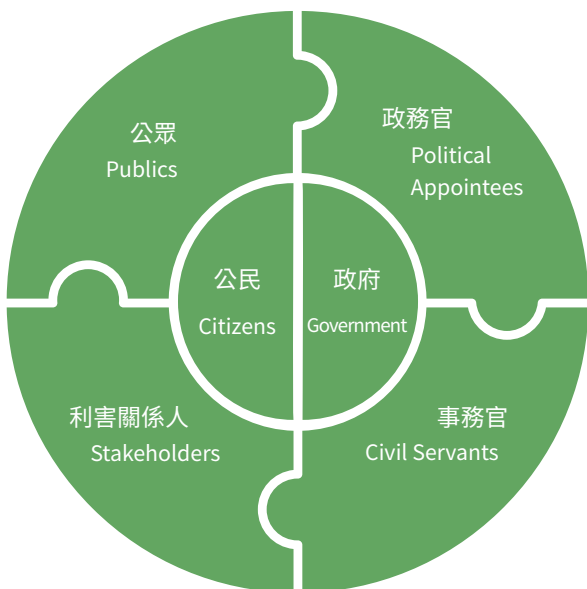 公眾
Publics
政務官
Political
Appointees
公民
Citizens
政府
Government
利害關係人
Stakeholders
事務官
Civil Servants